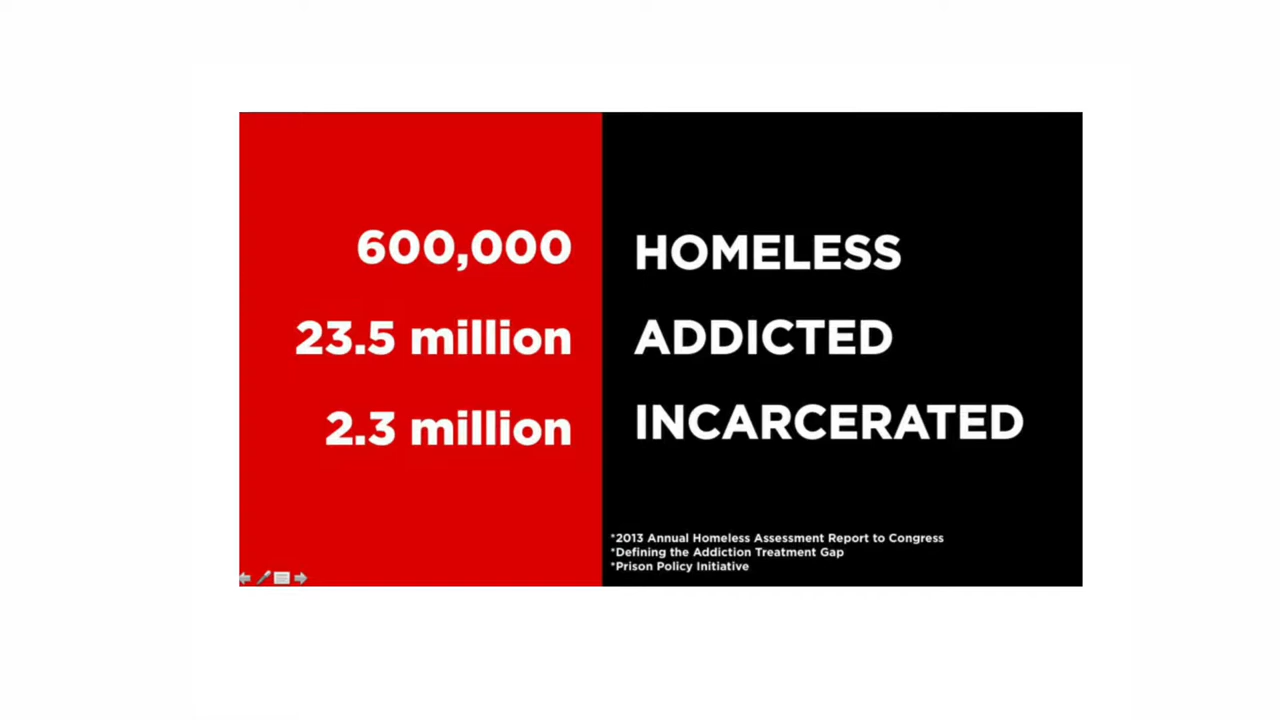 600,000 HOMELESS
23.5 million ADDICTED
2.3 million INCARCERATED
*2013 Annual Homeless Assessment Report to Congress
*Defining the Addiction Treatment Gap
*Prison Policy Initiative